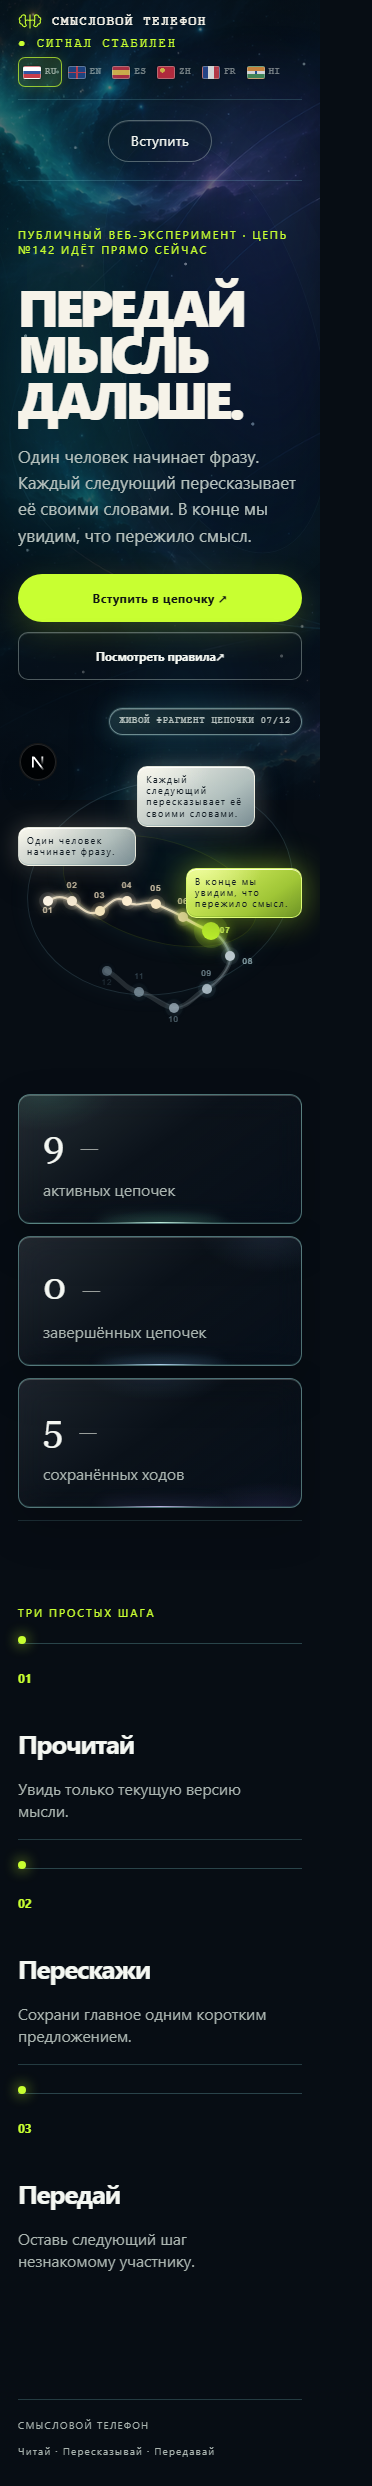 СМЫСЛОВОЙ ТЕЛЕФОН
СИГНАЛ СТАБИЛЕН
RU EN ES ZH FR HI
Вступить
ПУБЛИЧНЫЙ ВЕБ-ЭКСПЕРИМЕНТ · ЦЕПЬ
№142 ИДЁТ ПРЯМО СЕЙЧАС
ПЕРЕДАЙ
МЫСЛЬ
ДАЛЬШЕ.
Один человек начинает фразу.
Каждый следующий пересказывает
её своими словами. В конце мы
увидим, что пережило смысл.
Вступить в цепочку ↗
Посмотреть правила↗
ЖИВОЙ ФРАГМЕНТ ЦЕПОЧКИ 07/12
N
Каждый
следующий
пересказывает её
своими словами.
Один человек
начинает фразу.
В конце мы
увидим, что
пережило смысл.
01
02
03
04
05
06
07
08
09
10
11
12
9 —
активных цепочек
0 —
завершённых цепочек
5 —
сохранённых ходов
ТРИ ПРОСТЫХ ШАГА
01
Прочитай
Увидь только текущую версию
мысли.
02
Перескажи
Сохрани главное одним коротким
предложением.
03
Передай
Оставь следующий шаг
незнакомому участнику.
СМЫСЛОВОЙ ТЕЛЕФОН
Читай · Пересказывай · Передавай